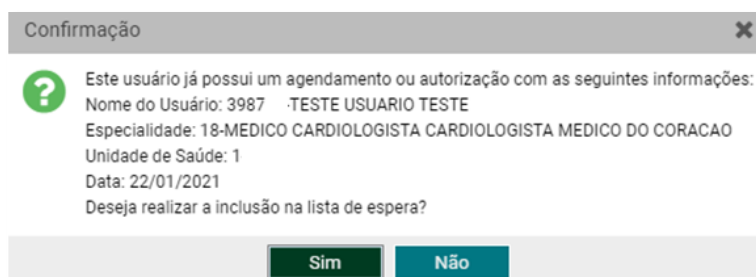 Confirmação
Este usuário já possui um agendamento ou autorização com as seguintes informações:
Nome do Usuário: 3987 -TESTE USUARIO TESTE
Especialidade: 18-MEDICO CARDIOLOGISTA CARDIOLOGISTA MEDICO DO CORACAO
Unidade de Saúde: 1
Data: 22/01/2021
Deseja realizar a inclusão na lista de espera?
Sim Não